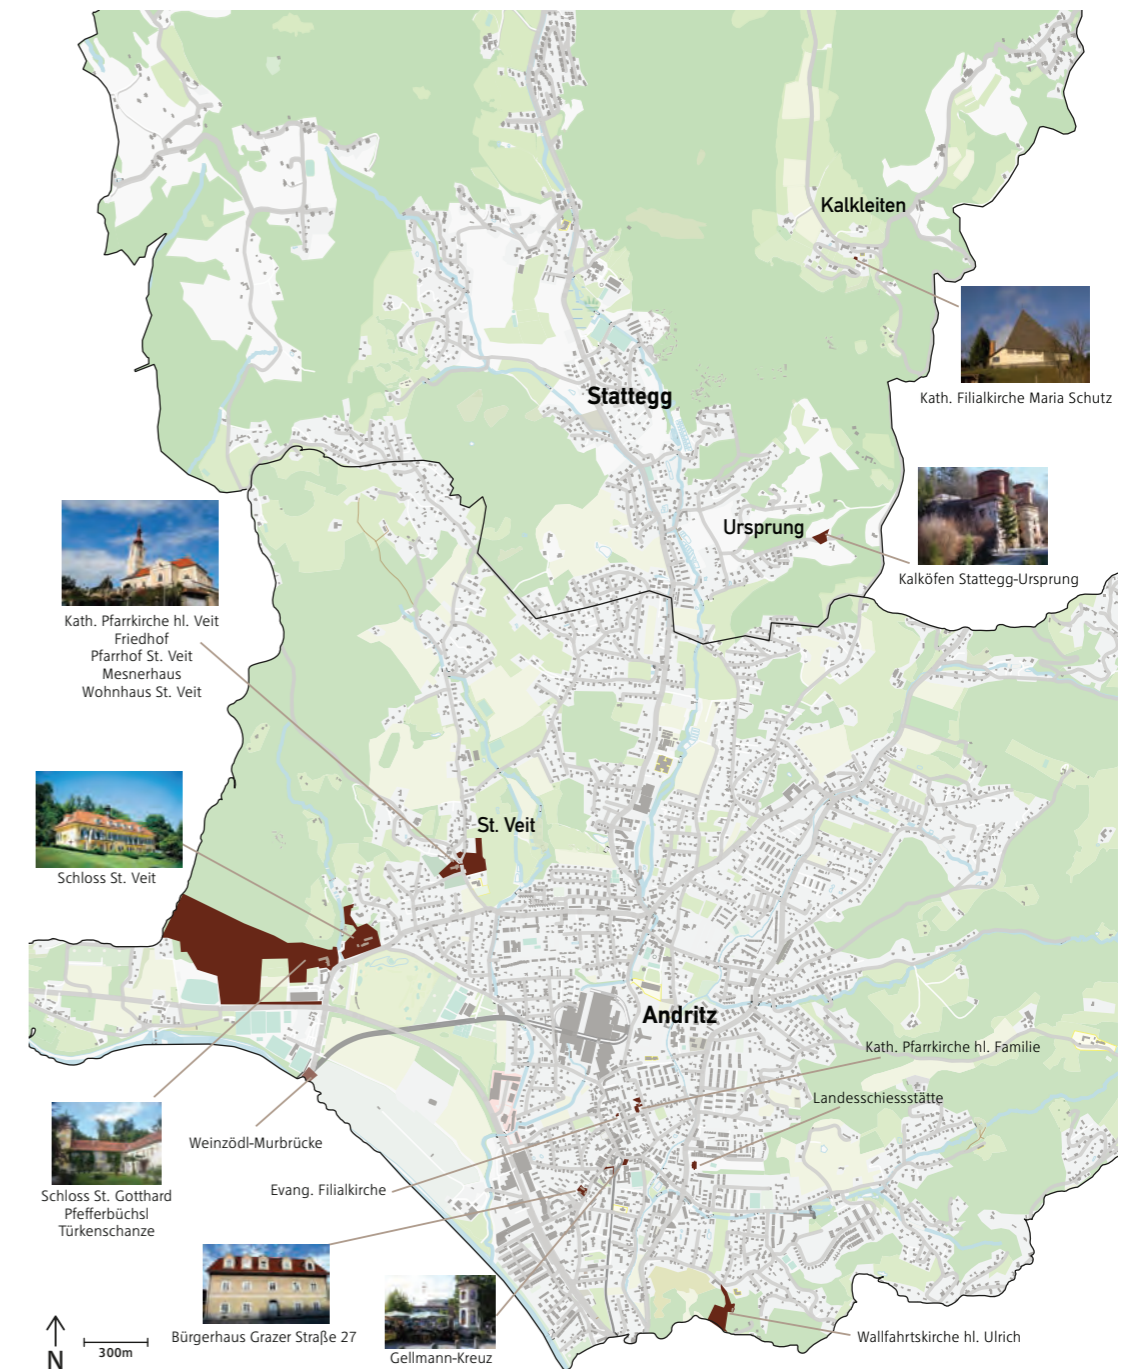 Kalkleiten
Kath. Filialkirche Maria Schutz
Stattegg
Ursprung
Kalköfen Stattegg-Ursprung
Kath. Pfarrkirche hl. Veit
Friedhof
Pfarrhof St. Veit
Mesnerhaus
Wohnhaus St. Veit
St. Veit
Schloss St. Veit
Andritz
Kath. Pfarrkirche hl. Familie
Landesschiessstätte
Weinzödl-Murbrücke
Evang. Filialkirche
Schloss St. Gotthard
Pfefferbüchsl
Türkenschanze
Bürgerhaus Grazer Straße 27
Gellmann-Kreuz
Wallfahrtskirche hl. Ulrich
N
300m